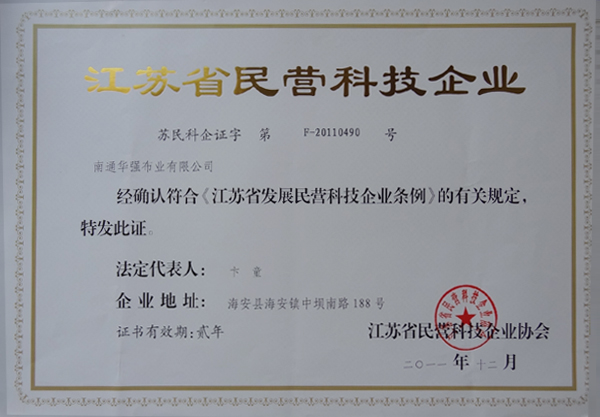 江苏省民营科技企业
苏民科企证字 第 F-20110490 号
南通华强布业有限公司
经确认符合《江苏省发展民营科技企业条例》的有关规定，
特发此证。
法定代表人： 卞 童
企业地址： 海安县海安镇中坝南路188号
证书有效期：贰年
江苏省民营科技企业协会
二〇一一 年 十二 月